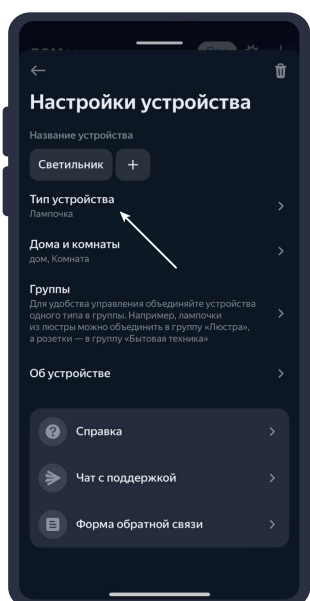 Настройки устройства
Название устройства
Светильник +
Тип устройства
Лампочка
Дома и комнаты
дом, Комната
Группы
Для удобства управления объединяйте устройства
одного типа в группы. Например, лампочки
из люстры можно объединить в группу «Люстра»,
а розетки — в группу «Бытовая техника»
Об устройстве
Справка
Чат с поддержкой
Форма обратной связи